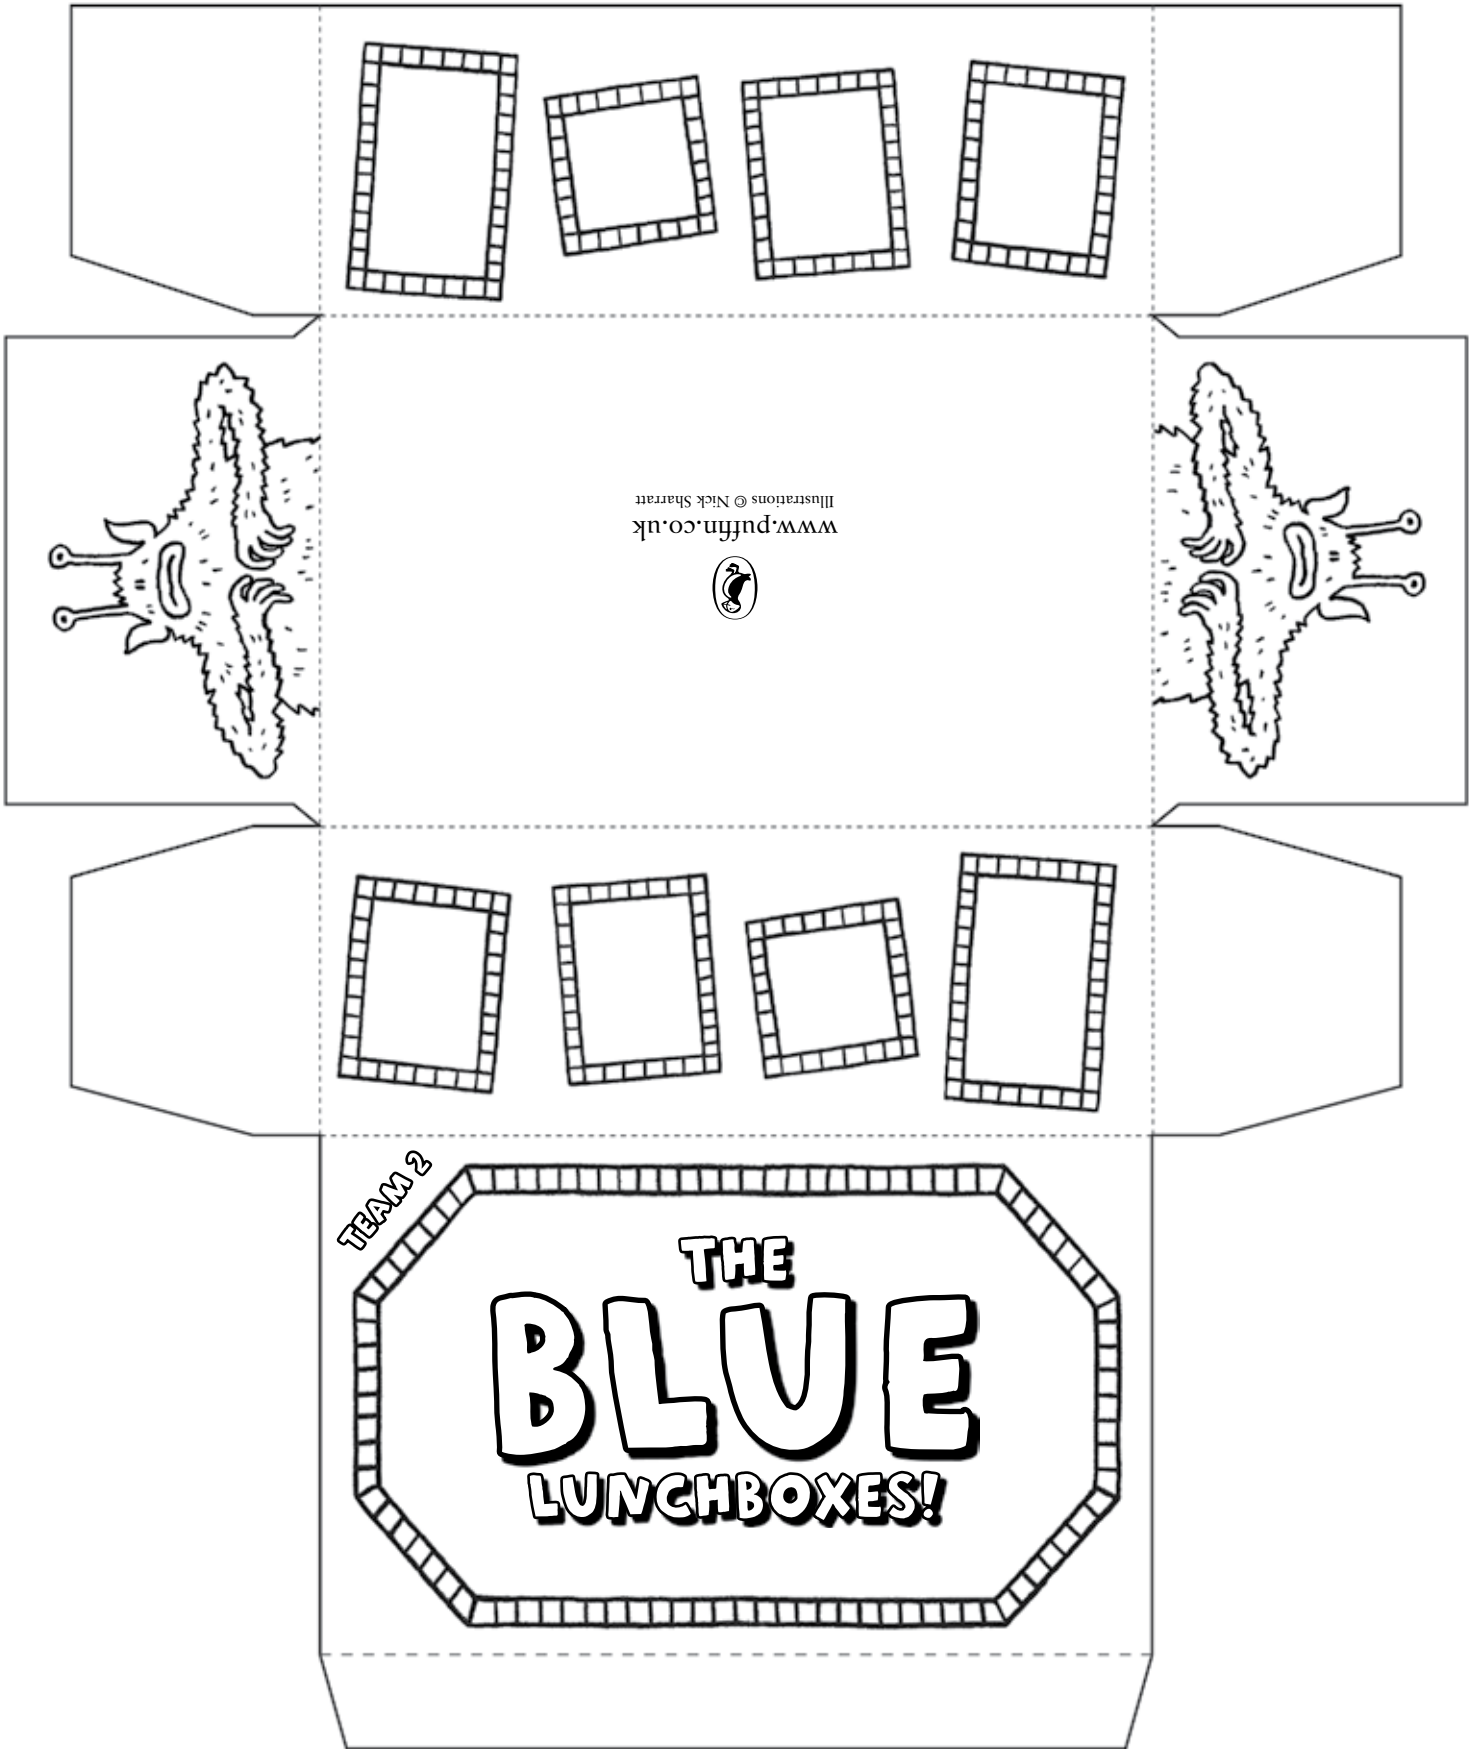 Illustrations © Nick Sharratt
www.puffin.co.uk
TEAM 2
THE
BLUE
LUNCHBOXES!